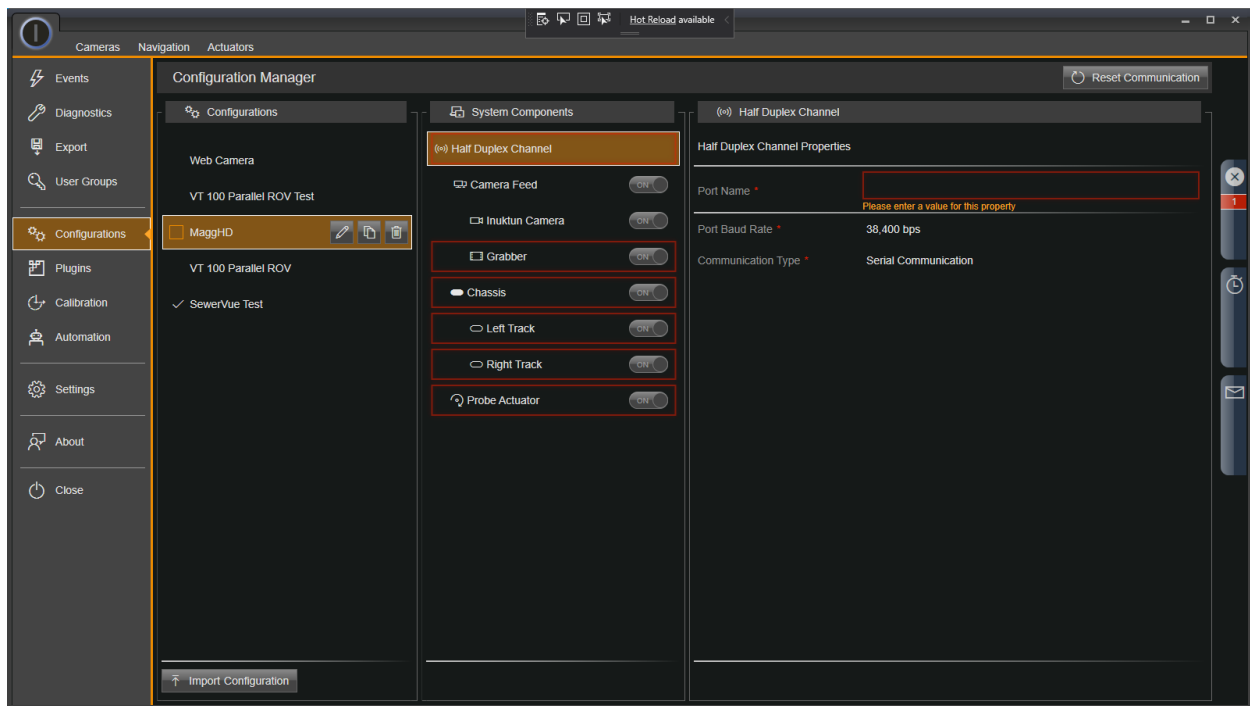 Hot Reload available
Cameras Navigation Actuators
Events
Diagnostics
Export
User Groups
Configurations
Plugins
Calibration
Automation
Settings
About
Close
Configuration Manager
Reset Communication
Configurations
Web Camera
VT 100 Parallel ROV Test
MaggHD
VT 100 Parallel ROV
SewerVue Test
Import Configuration
System Components
Half Duplex Channel
Camera Feed ON
Inuktun Camera ON
Grabber ON
Chassis ON
Left Track ON
Right Track ON
Probe Actuator ON
Half Duplex Channel
Half Duplex Channel Properties
Port Name *
Please enter a value for this property
Port Baud Rate * 38,400 bps
Communication Type * Serial Communication
1